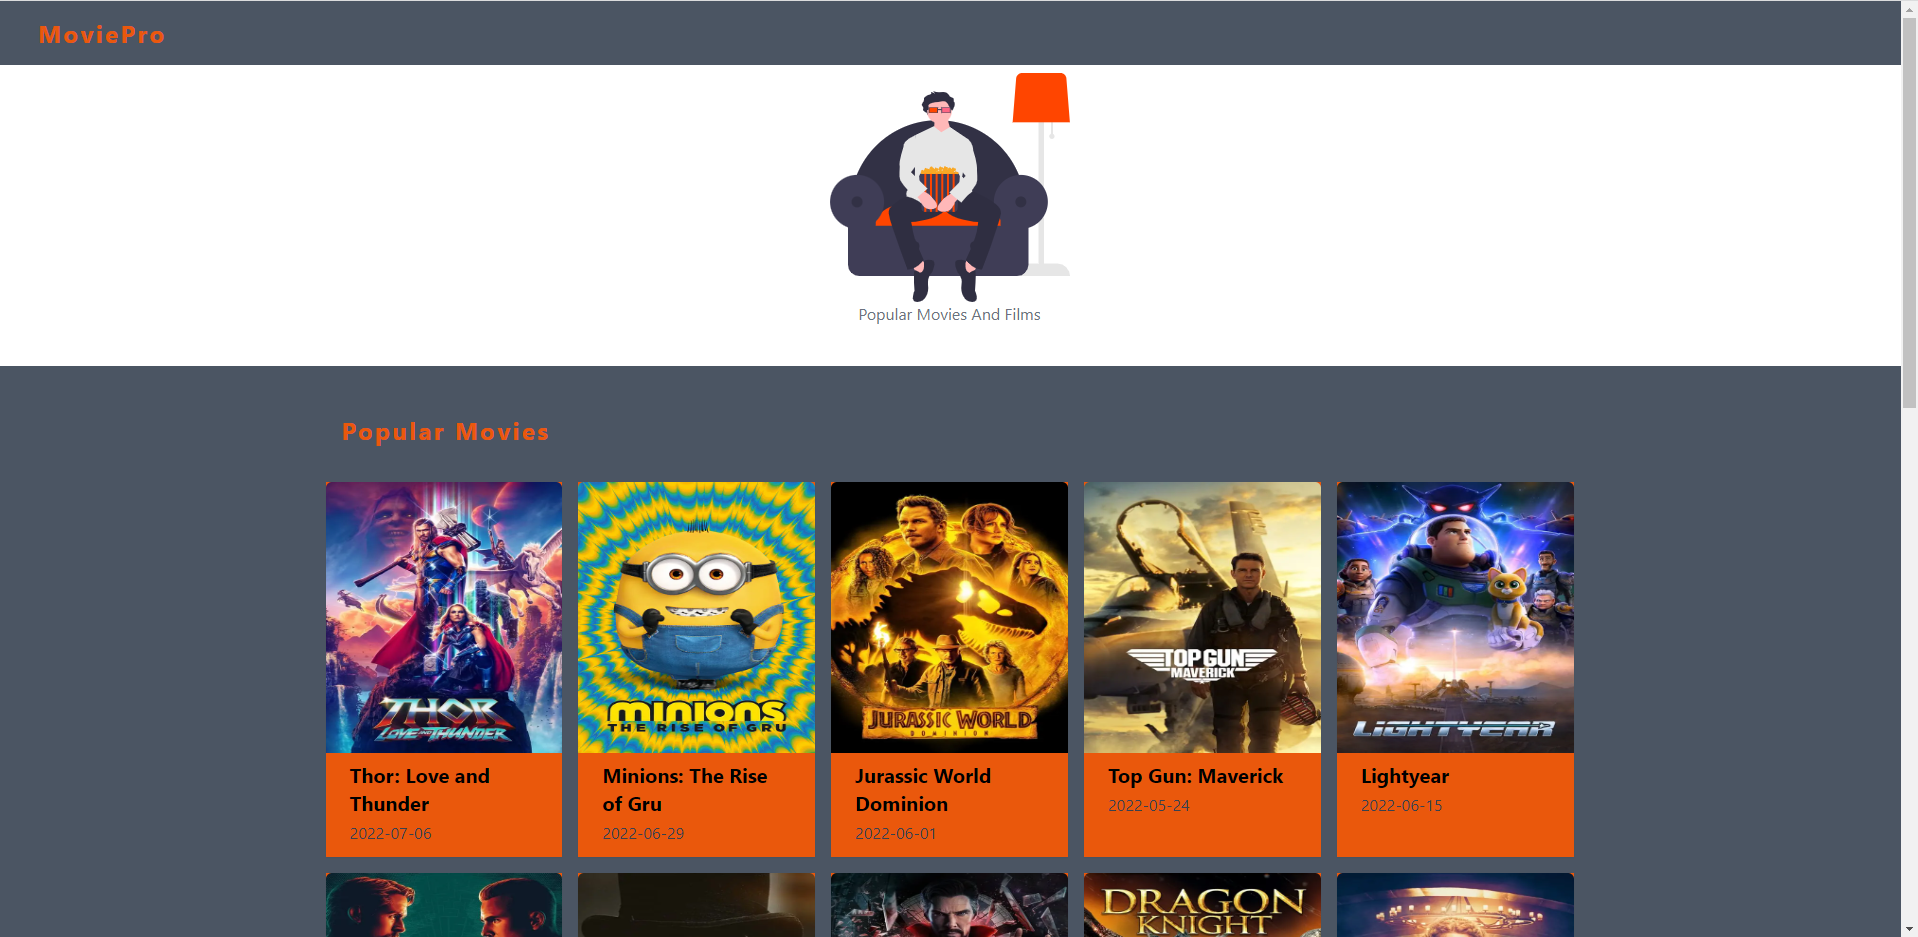 MoviePro
Popular Movies And Films
Popular Movies
THOR
LOVE AND THUNDER
minions
THE RISE OF GRU
JURASSIC WORLD
DOMINION
TOP GUN
MAVERICK
LIGHTYEAR
Thor: Love and
Thunder
2022-07-06
Minions: The Rise
of Gru
2022-06-29
Jurassic World
Dominion
2022-06-01
Top Gun: Maverick
2022-05-24
Lightyear
2022-06-15
DRAGON
KNIGHT